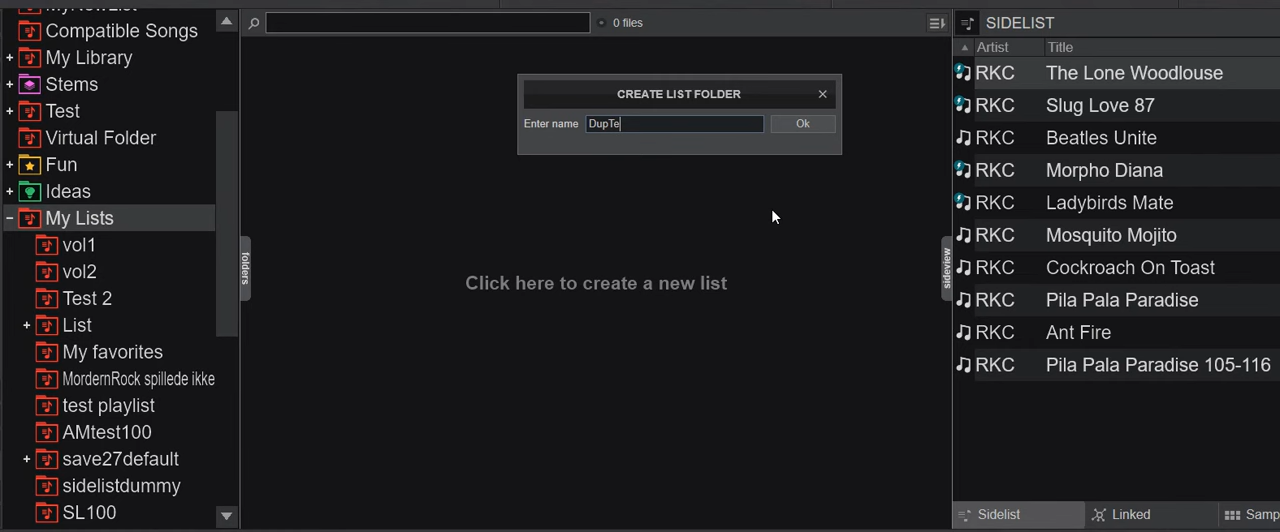 MyNewList
Compatible Songs
+ My Library
+ Stems
+ Test
Virtual Folder
+ Fun
+ Ideas
− My Lists
vol1
vol2
Test 2
+ List
My favorites
MordernRock spillede ikke
test playlist
AMtest100
+ save27default
sidelistdummy
SL100
folders
0 files
CREATE LIST FOLDER
Enter name DupTe Ok
Click here to create a new list
sideview
SIDELIST
Artist Title
RKC The Lone Woodlouse
RKC Slug Love 87
RKC Beatles Unite
RKC Morpho Diana
RKC Ladybirds Mate
RKC Mosquito Mojito
RKC Cockroach On Toast
RKC Pila Pala Paradise
RKC Ant Fire
RKC Pila Pala Paradise 105-116
Sidelist Linked Samp